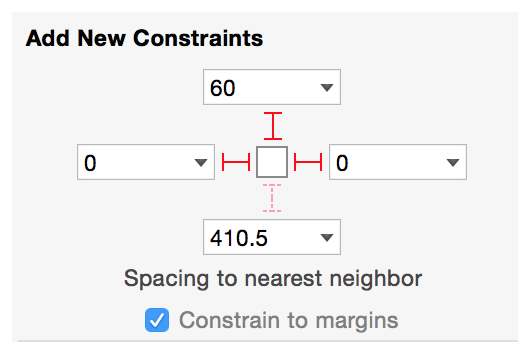 Add New Constraints
60
0 0
410.5
Spacing to nearest neighbor
Constrain to margins